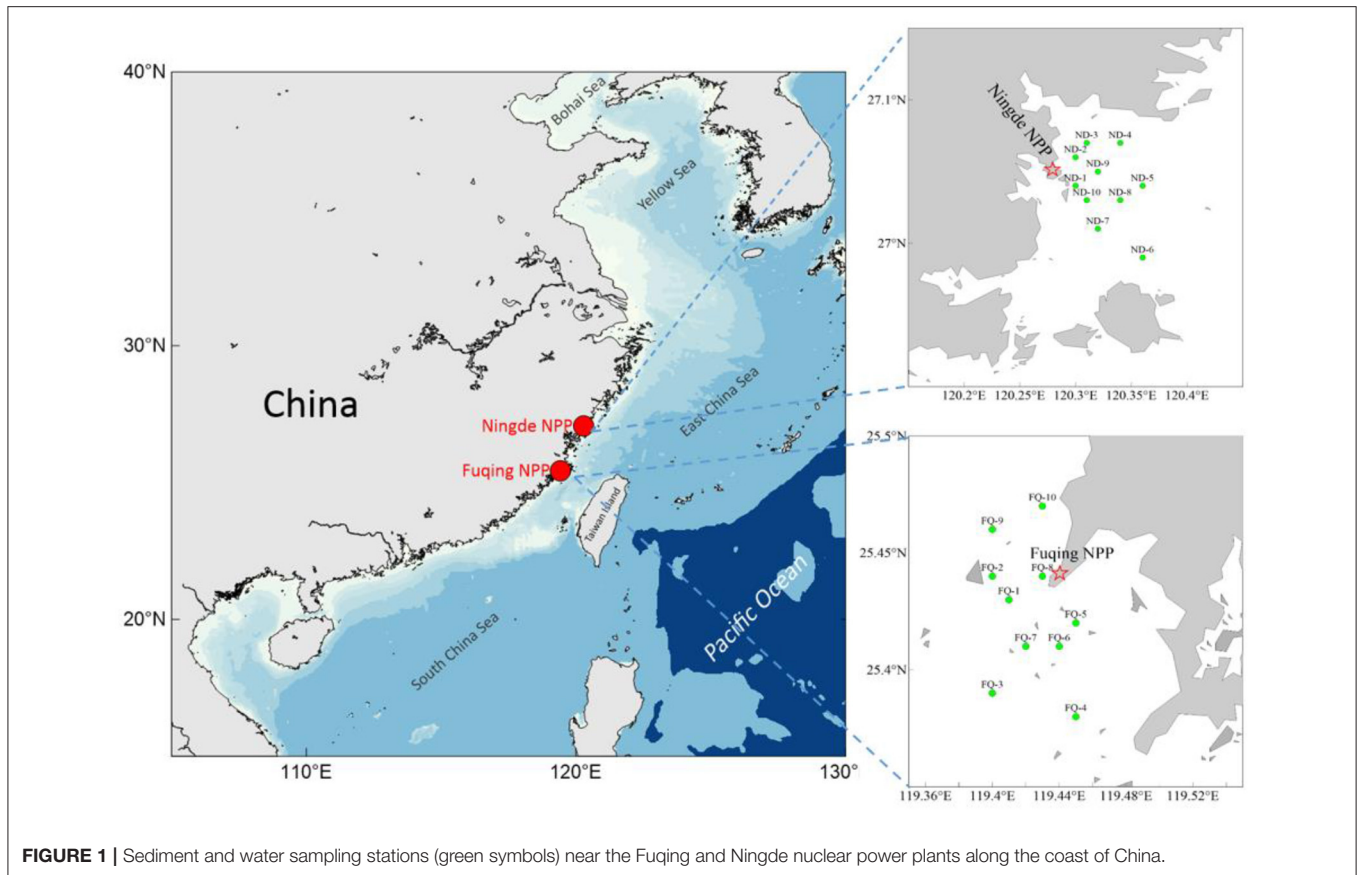 40°N
30°N
20°N
110°E
120°E
130°
Bohai Sea
Yellow Sea
East China Sea
South China Sea
Pacific Ocean
Taiwan Island
China
Ningde NPP
Fuqing NPP
27.1°N
27°N
Ningde NPP
ND-3
ND-4
ND-2
ND-9
ND-1
ND-5
ND-10
ND-8
ND-7
ND-6
120.2°E
120.25°E
120.3°E
120.35°E
120.4°E
25.5°N
25.45°N
25.4°N
FQ-10
FQ-9
Fuqing NPP
FQ-2
FQ-8
FQ-1
FQ-5
FQ-7
FQ-6
FQ-3
FQ-4
119.36°E
119.4°E
119.44°E
119.48°E
119.52°E
FIGURE 1 | Sediment and water sampling stations (green symbols) near the Fuqing and Ningde nuclear power plants along the coast of China.